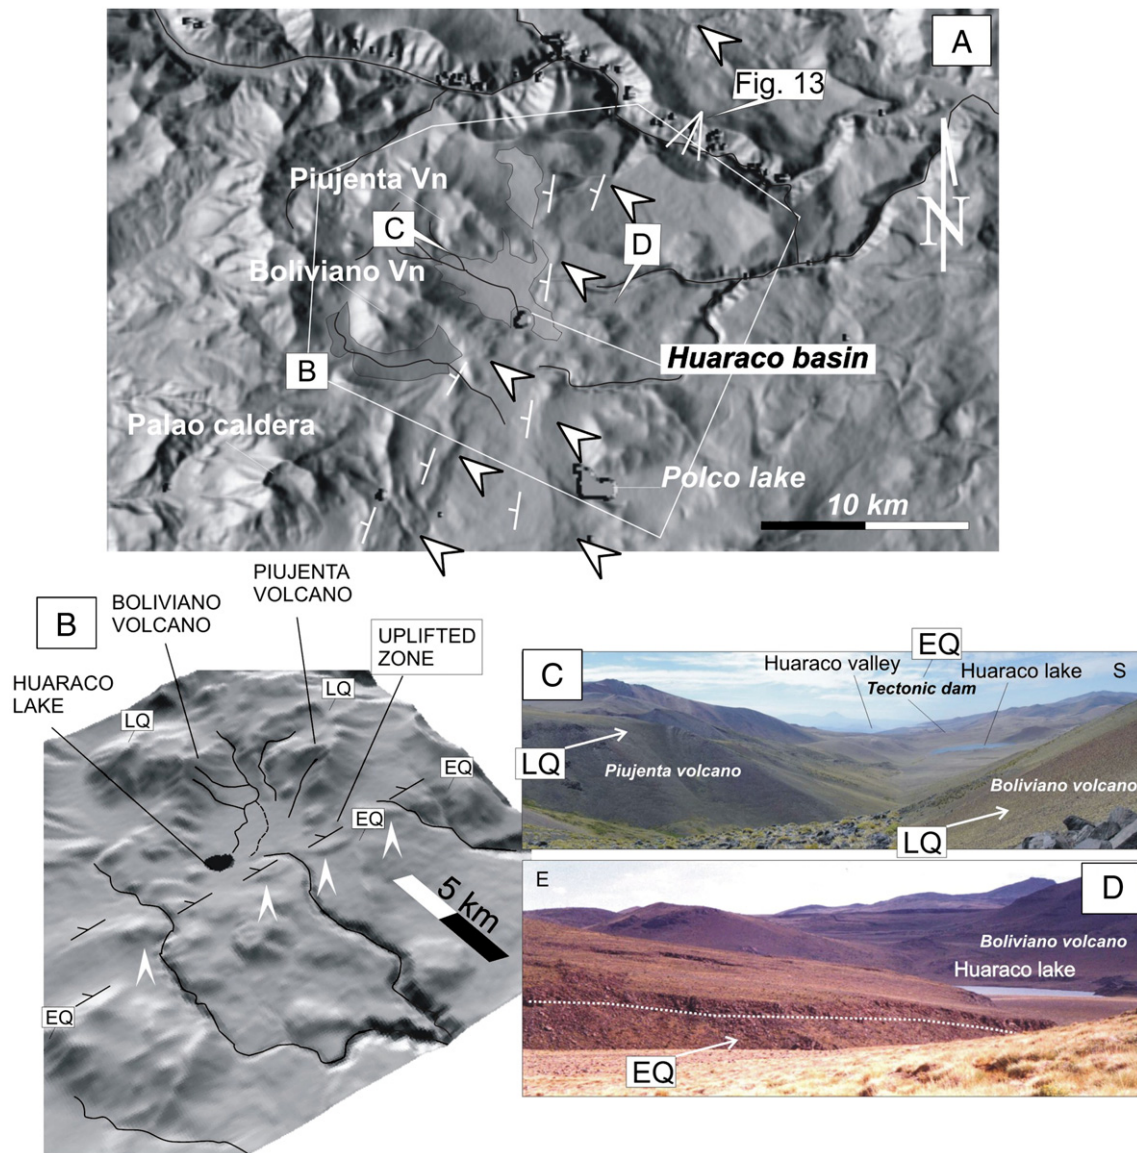 A
Fig. 13
Piujenta Vn
C
D
N
Boliviano Vn
Huaraco basin
B
Palao caldera
Polco lake
10 km
B
BOLIVIANO
VOLCANO
PIUJENTA
VOLCANO
UPLIFTED
ZONE
HUARACO
LAKE
LQ
LQ
EQ
EQ
5 km
EQ
C
EQ
Huaraco valley
Huaraco lake
S
Tectonic dam
LQ
Piujenta volcano
Boliviano volcano
LQ
E
D
Boliviano volcano
Huaraco lake
EQ